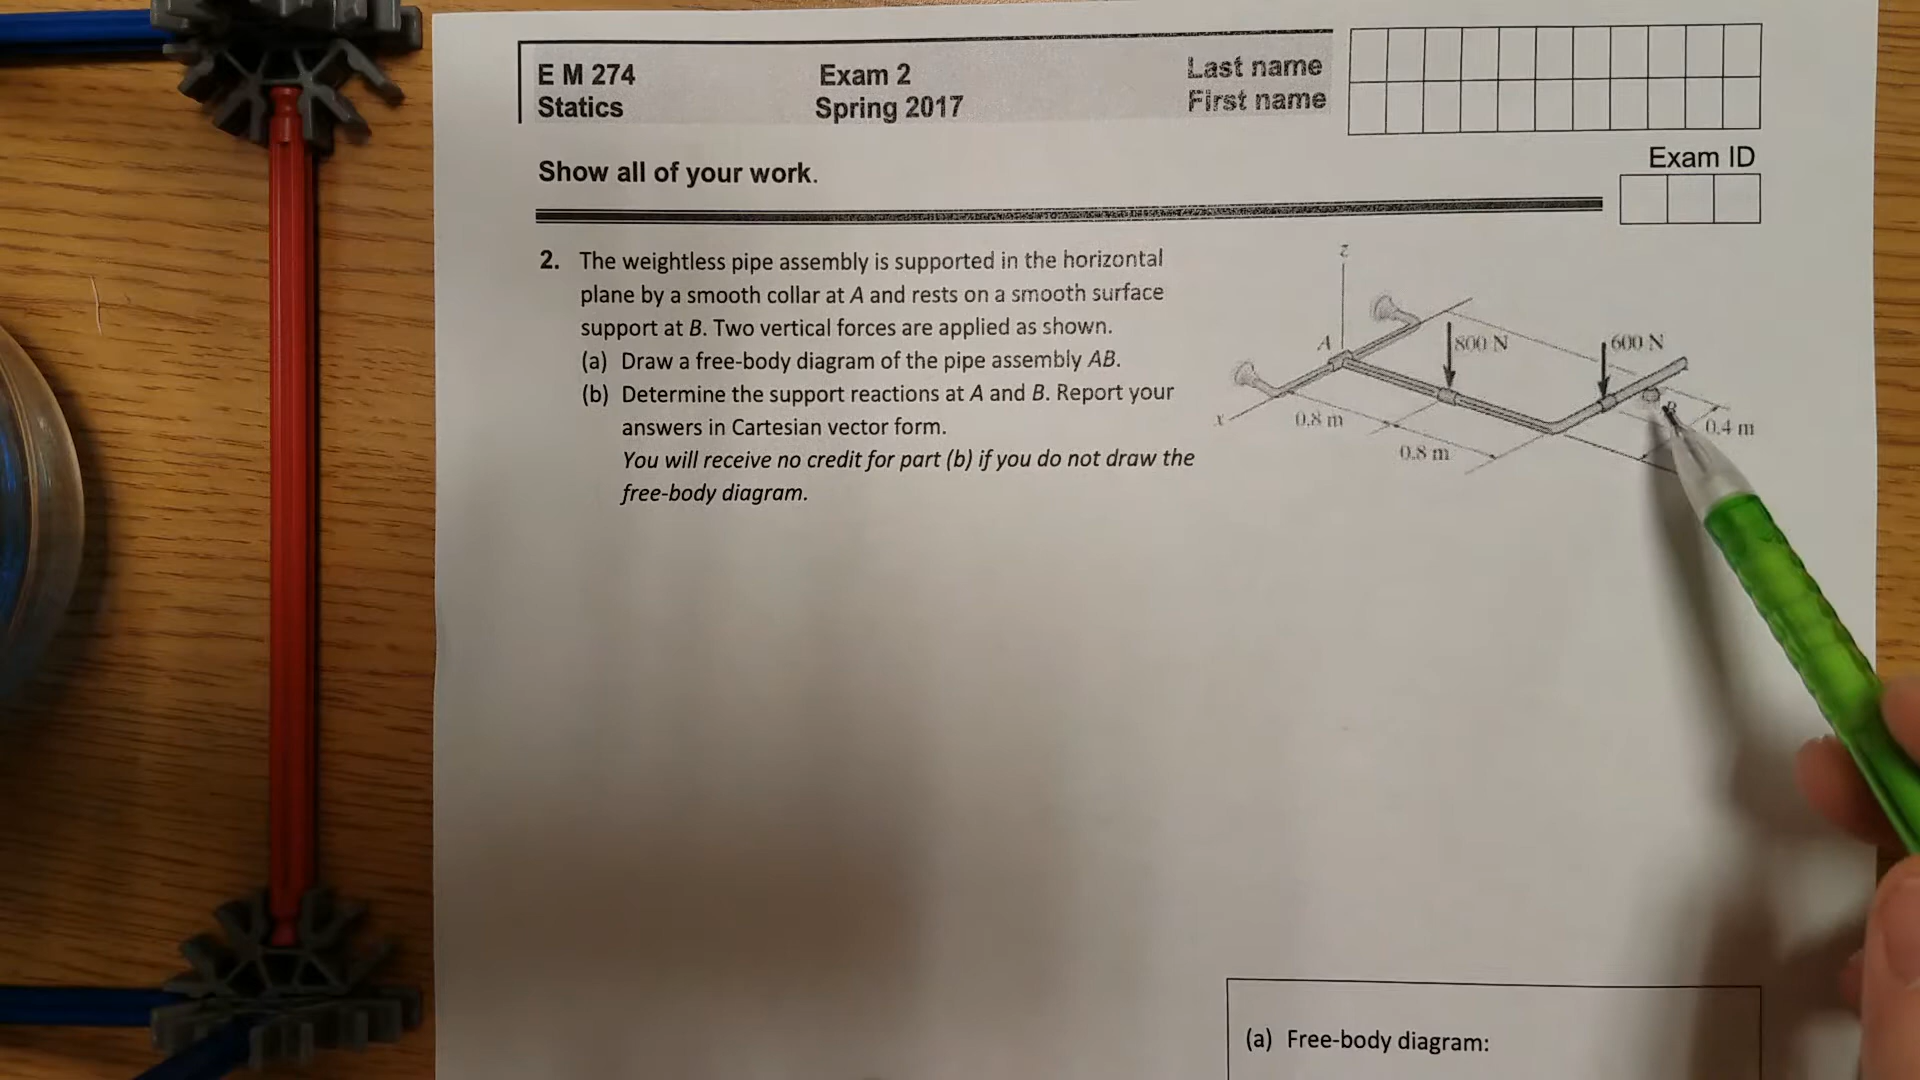 E M 274 Exam 2 Last name
Statics Spring 2017 First name
Show all of your work.
Exam ID
2. The weightless pipe assembly is supported in the horizontal
plane by a smooth collar at A and rests on a smooth surface
support at B. Two vertical forces are applied as shown.
(a) Draw a free-body diagram of the pipe assembly AB.
(b) Determine the support reactions at A and B. Report your
answers in Cartesian vector form.
You will receive no credit for part (b) if you do not draw the
free-body diagram.
z
A
800 N
600 N
x
0.8 m
B
0.4 m
0.8 m
(a) Free-body diagram: